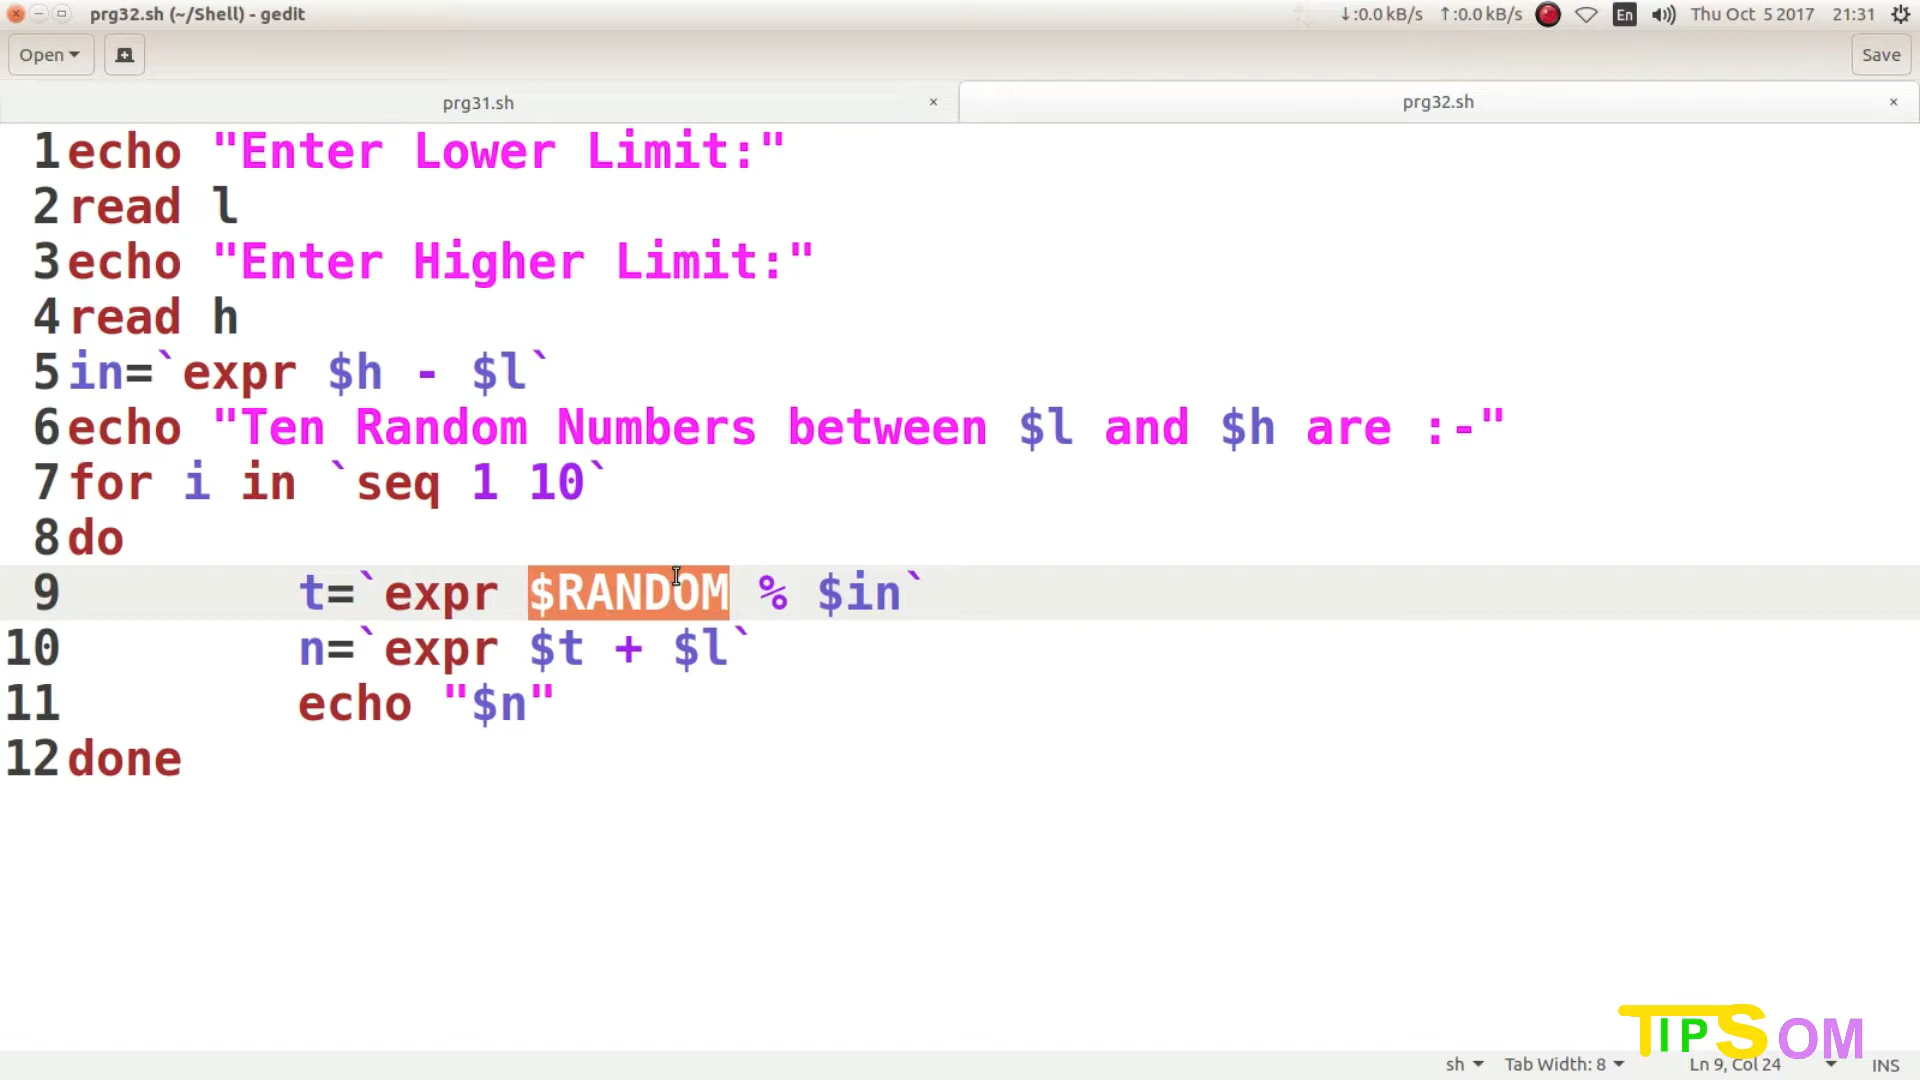 prg32.sh (~/Shell) - gedit ↓:0.0 kB/s ↑:0.0 kB/s En Thu Oct 5 2017 21:31
Open Save
prg31.sh × prg32.sh ×
1 echo "Enter Lower Limit:"
2 read l
3 echo "Enter Higher Limit:"
4 read h
5 in=`expr $h - $l`
6 echo "Ten Random Numbers between $l and $h are :-"
7 for i in `seq 1 10`
8 do
9 t=`expr $RANDOM % $in`
10 n=`expr $t + $l`
11 echo "$n"
12 done
TIPSOM
sh Tab Width: 8 Ln 9, Col 24 INS